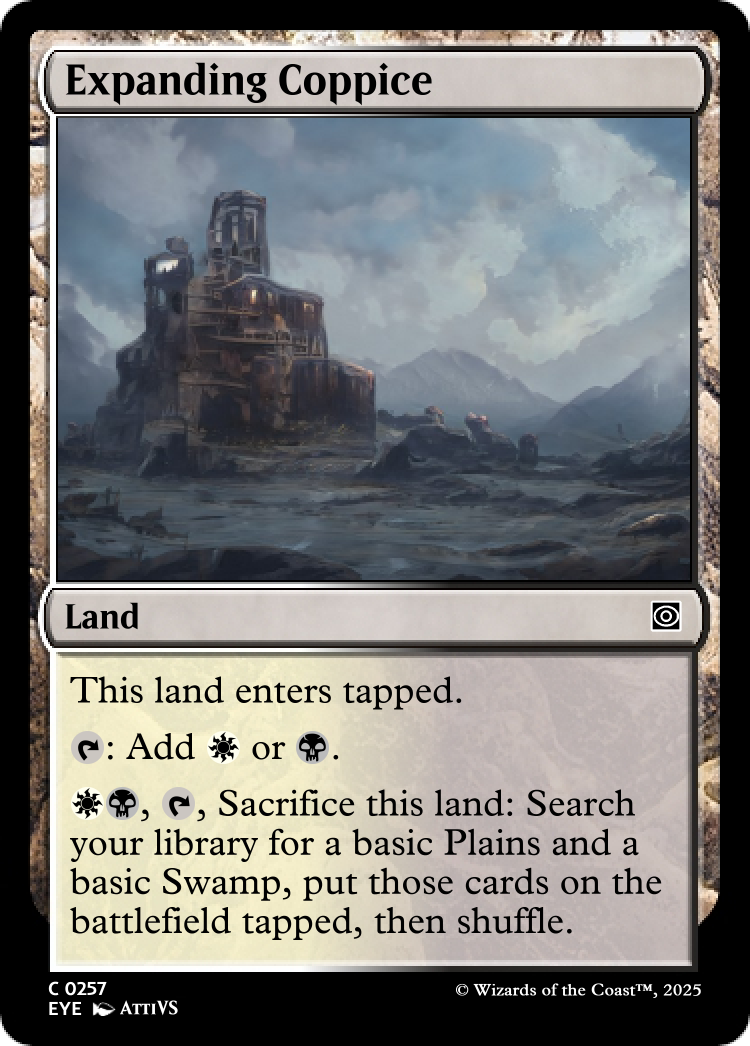 Expanding Coppice
Land
This land enters tapped.
: Add or .
, , Sacrifice this land: Search
your library for a basic Plains and a
basic Swamp, put those cards on the
battlefield tapped, then shuffle.
C 0257
EYE ATTIVS
© Wizards of the Coast™, 2025